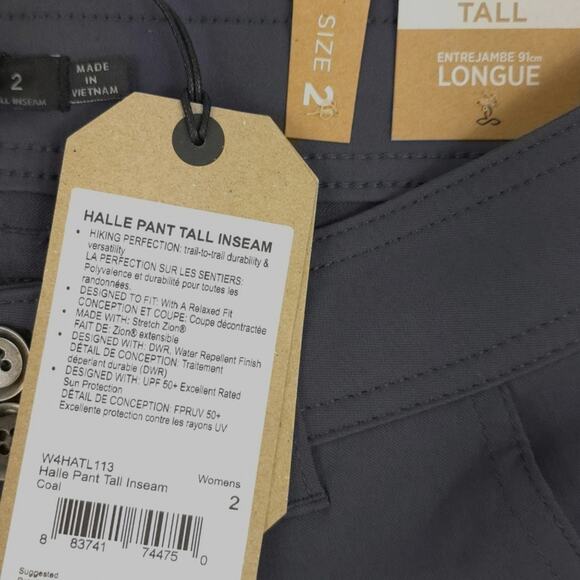 2
ALL INSEAM
MADE
IN
VIETNAM
SIZE 2
TALL
ENTREJAMBE 91cm
LONGUE
HALLE PANT TALL INSEAM
• HIKING PERFECTION: trail-to-trail durability &
versatility
LA PERFECTION SUR LES SENTIERS:
Polyvalence et durabilité pour toutes les
randonnées.
• DESIGNED TO FIT: With A Relaxed Fit
CONCEPTION ET COUPE: Coupe décontractée
• MADE WITH: Stretch Zion®
FAIT DE: Zion® extensible
• DESIGNED WITH: DWR, Water Repellent Finish
DÉTAIL DE CONCEPTION: Traitement
déperlant durable (DWR)
• DESIGNED WITH: UPF 50+ Excellent Rated
Sun Protection
DÉTAIL DE CONCEPTION: FPRUV 50+
Excellente protection contre les rayons UV
W4HATL113
Halle Pant Tall Inseam
Coal
Womens
2
8 83741 74475 0
Suggested